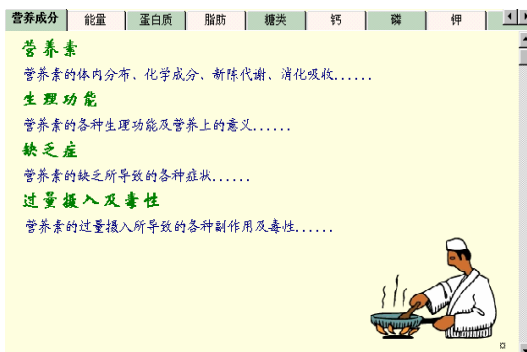 营养成分 能量 蛋白质 脂肪 糖类 钙 磷 钾
营养素
营养素的体内分布、化学成分、新陈代谢、消化吸收......
生理功能
营养素的各种生理功能及营养上的意义......
缺乏症
营养素的缺乏所导致的各种症状......
过量摄入及毒性
营养素的过量摄入所导致的各种副作用及毒性......